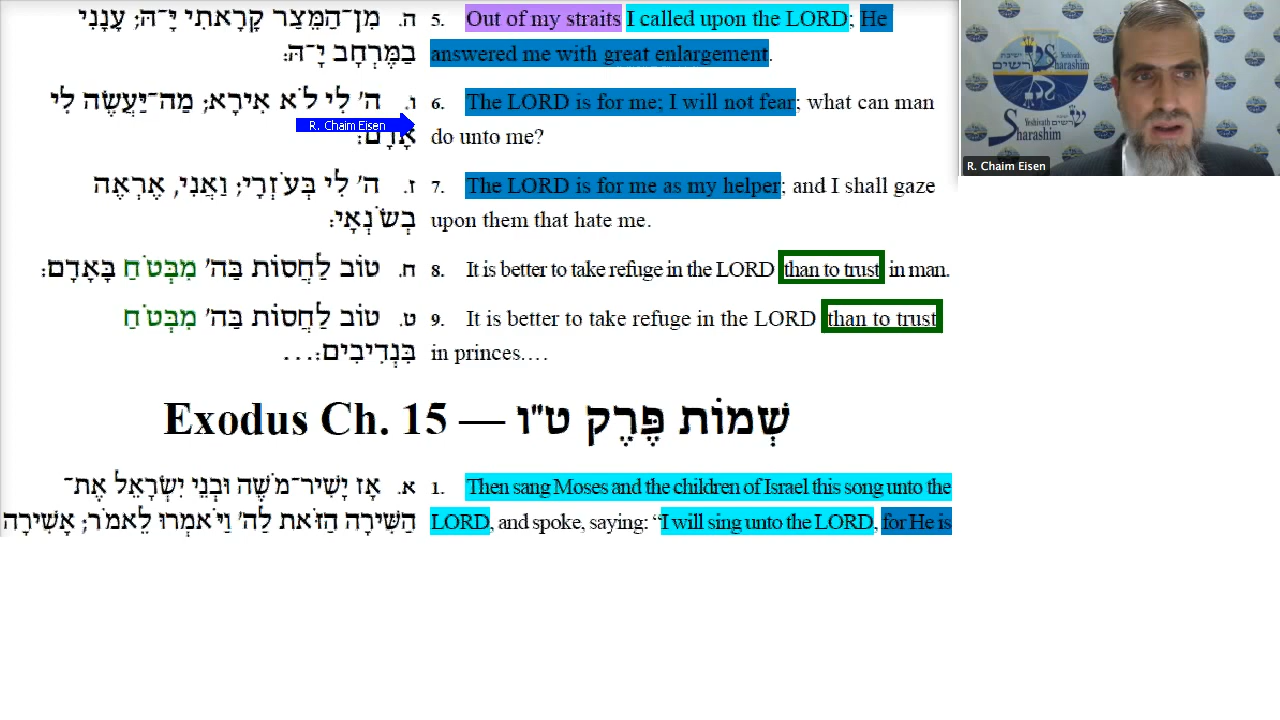 ה. מִן־הַמֵּצַר קָרָאתִי יָּ־הּ; עָנָנִי
בַמֶּרְחָב יָ־הּ:
5. Out of my straits I called upon the LORD; He
answered me with great enlargement.
ו. ה' לִי לֹא אִירָא; מַה־יַּעֲשֶׂה לִי
אָדָם:
R. Chaim Eisen
6. The LORD is for me; I will not fear; what can man
do unto me?
ז. ה' לִי בְּעֹזְרָי; וַאֲנִי, אֶרְאֶה
בְשֹׂנְאָי:
7. The LORD is for me as my helper; and I shall gaze
upon them that hate me.
ח. טוֹב לַחֲסוֹת בַּה' מִבְּטֹחַ בָּאָדָם:
8. It is better to take refuge in the LORD than to trust in man.
ט. טוֹב לַחֲסוֹת בַּה' מִבְּטֹחַ
בִּנְדִיבִים:...
9. It is better to take refuge in the LORD than to trust
in princes....
Exodus Ch. 15 — שְׁמוֹת פֶּרֶק ט"ו
א. אָז יָשִׁיר־מֹשֶׁה וּבְנֵי יִשְׂרָאֵל אֶת־
הַשִּׁירָה הַזֹּאת לַה' וַיֹּאמְרוּ לֵאמֹר; אָשִׁירָה
1. Then sang Moses and the children of Israel this song unto the
LORD, and spoke, saying: “I will sing unto the LORD, for He is
Yeshivath Sharashim
ישיבת שרשים
Yeshivath
Sharashim
R. Chaim Eisen